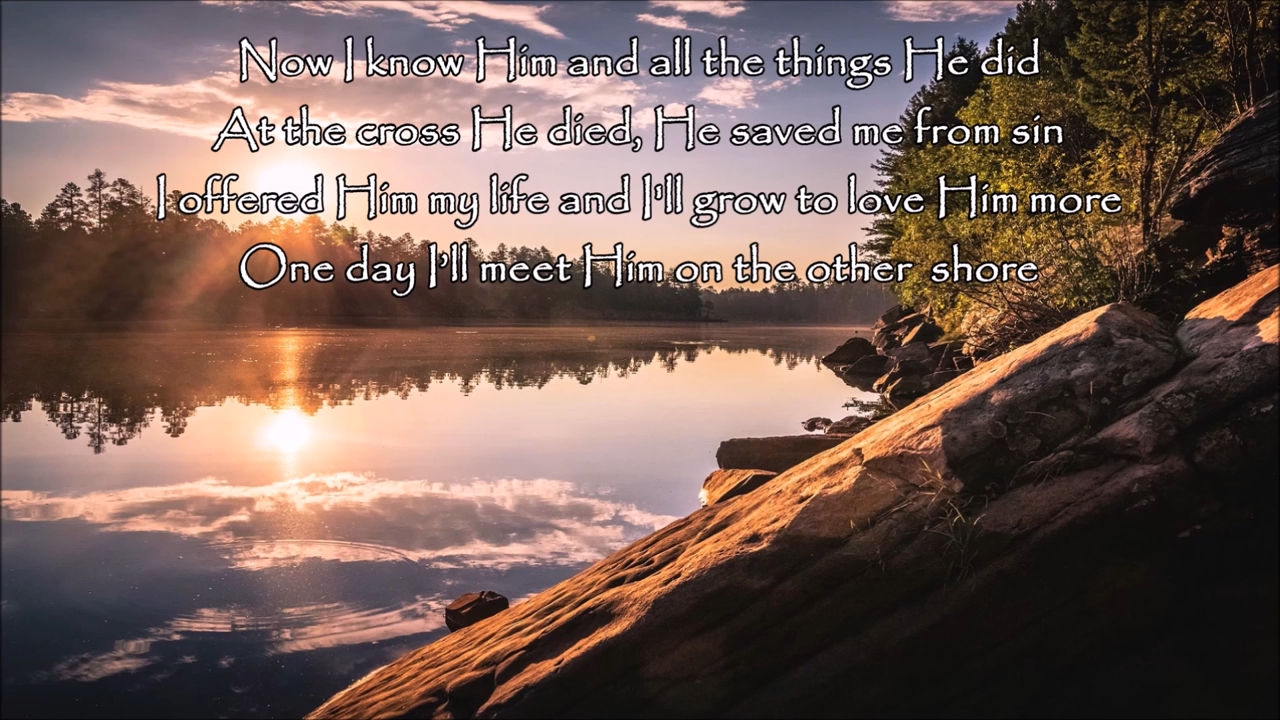 Now I know Him and all the things He did
At the cross He died, He saved me from sin
I offered Him my life and I'll grow to love Him more
One day I'll meet Him on the other shore